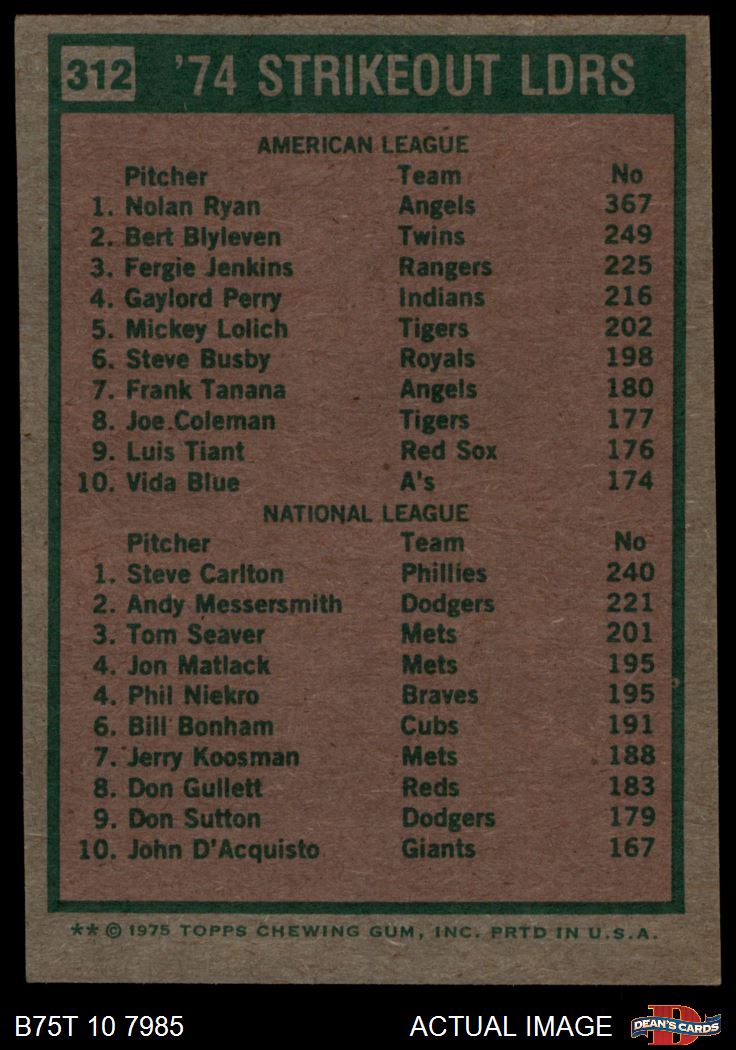 312 '74 STRIKEOUT LDRS
AMERICAN LEAGUE
Pitcher Team No
1. Nolan Ryan Angels 367
2. Bert Blyleven Twins 249
3. Fergie Jenkins Rangers 225
4. Gaylord Perry Indians 216
5. Mickey Lolich Tigers 202
6. Steve Busby Royals 198
7. Frank Tanana Angels 180
8. Joe Coleman Tigers 177
9. Luis Tiant Red Sox 176
10. Vida Blue A's 174
NATIONAL LEAGUE
Pitcher Team No
1. Steve Carlton Phillies 240
2. Andy Messersmith Dodgers 221
3. Tom Seaver Mets 201
4. Jon Matlack Mets 195
4. Phil Niekro Braves 195
6. Bill Bonham Cubs 191
7. Jerry Koosman Mets 188
8. Don Gullett Reds 183
9. Don Sutton Dodgers 179
10. John D'Acquisto Giants 167
** © 1975 TOPPS CHEWING GUM, INC. PRTD IN U.S.A.
B75T 10 7985 ACTUAL IMAGE DEAN'S CARDS